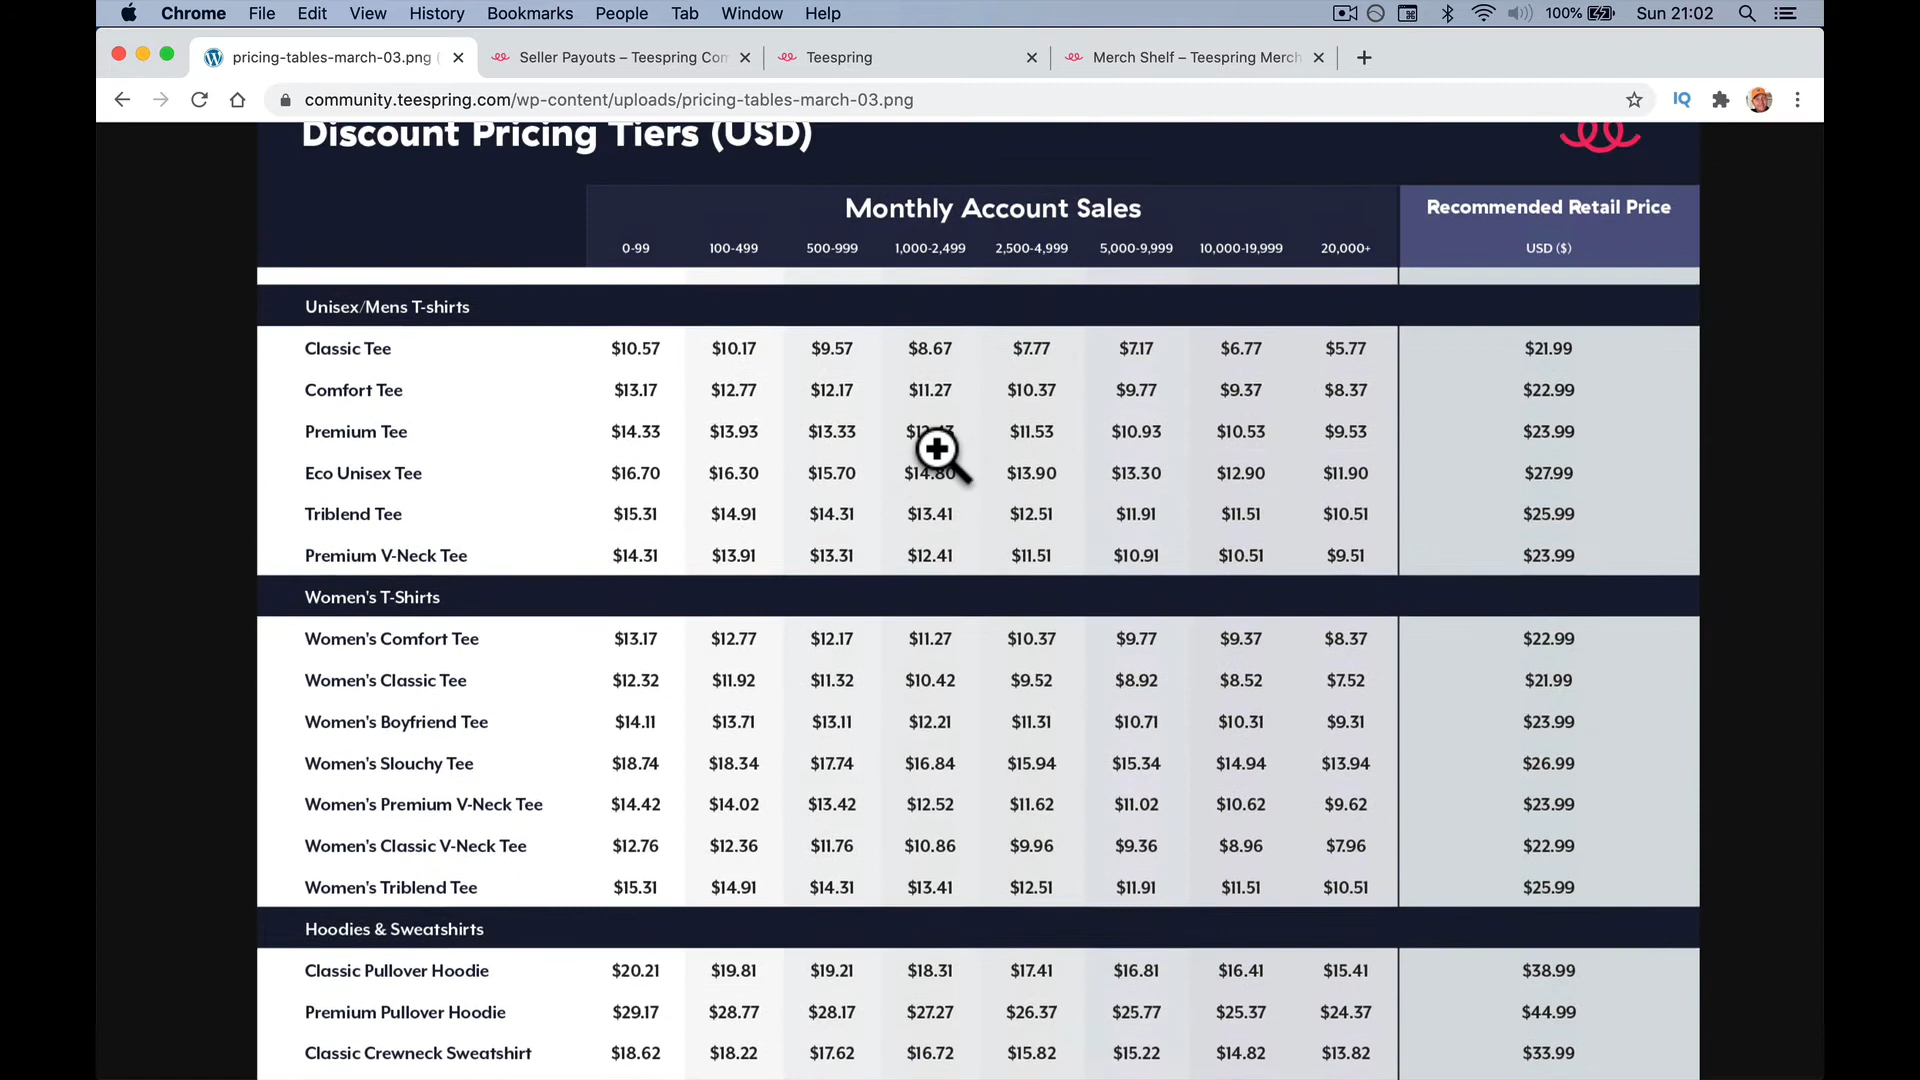 Chrome File Edit View History Bookmarks People Tab Window Help 100% Sun 21:02
pricing-tables-march-03.png ( Seller Payouts – Teespring Com Teespring Merch Shelf – Teespring Merch
community.teespring.com/wp-content/uploads/pricing-tables-march-03.png IQ
Discount Pricing Tiers (USD)
Monthly Account Sales Recommended Retail Price
0-99 100-499 500-999 1,000-2,499 2,500-4,999 5,000-9,999 10,000-19,999 20,000+ USD ($)
Unisex/Mens T-shirts
Classic Tee $10.57 $10.17 $9.57 $8.67 $7.77 $7.17 $6.77 $5.77 $21.99
Comfort Tee $13.17 $12.77 $12.17 $11.27 $10.37 $9.77 $9.37 $8.37 $22.99
Premium Tee $14.33 $13.93 $13.33 $11.53 $10.93 $10.53 $9.53 $23.99
Eco Unisex Tee $16.70 $16.30 $15.70 $14.80 $13.90 $13.30 $12.90 $11.90 $27.99
Triblend Tee $15.31 $14.91 $14.31 $13.41 $12.51 $11.91 $11.51 $10.51 $25.99
Premium V-Neck Tee $14.31 $13.91 $13.31 $12.41 $11.51 $10.91 $10.51 $9.51 $23.99
Women's T-Shirts
Women's Comfort Tee $13.17 $12.77 $12.17 $11.27 $10.37 $9.77 $9.37 $8.37 $22.99
Women's Classic Tee $12.32 $11.92 $11.32 $10.42 $9.52 $8.92 $8.52 $7.52 $21.99
Women's Boyfriend Tee $14.11 $13.71 $13.11 $12.21 $11.31 $10.71 $10.31 $9.31 $23.99
Women's Slouchy Tee $18.74 $18.34 $17.74 $16.84 $15.94 $15.34 $14.94 $13.94 $26.99
Women's Premium V-Neck Tee $14.42 $14.02 $13.42 $12.52 $11.62 $11.02 $10.62 $9.62 $23.99
Women's Classic V-Neck Tee $12.76 $12.36 $11.76 $10.86 $9.96 $9.36 $8.96 $7.96 $22.99
Women's Triblend Tee $15.31 $14.91 $14.31 $13.41 $12.51 $11.91 $11.51 $10.51 $25.99
Hoodies & Sweatshirts
Classic Pullover Hoodie $20.21 $19.81 $19.21 $18.31 $17.41 $16.81 $16.41 $15.41 $38.99
Premium Pullover Hoodie $29.17 $28.77 $28.17 $27.27 $26.37 $25.77 $25.37 $24.37 $44.99
Classic Crewneck Sweatshirt $18.62 $18.22 $17.62 $16.72 $15.82 $15.22 $14.82 $13.82 $33.99